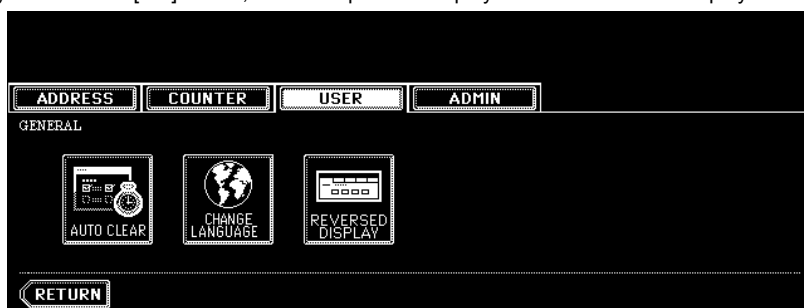 ADDRESS COUNTER USER ADMIN
GENERAL
AUTO CLEAR
CHANGE
LANGUAGE
REVERSED
DISPLAY
RETURN